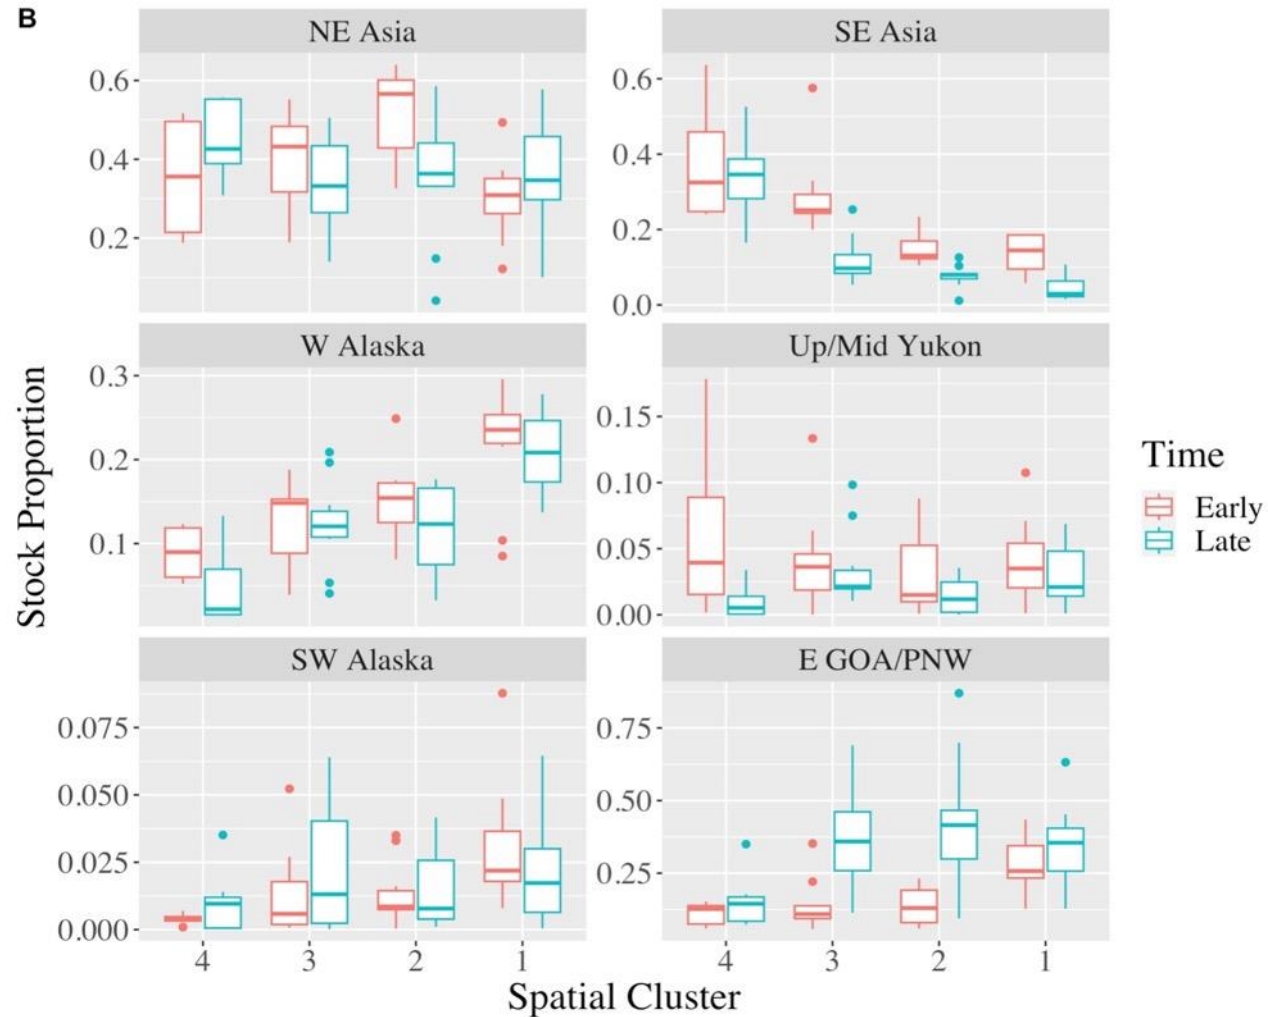 B
NE Asia
SE Asia
0.6
0.4
0.2
0.6
0.4
0.2
0.0
W Alaska
Up/Mid Yukon
0.3
0.2
0.1
0.15
0.10
0.05
0.00
SW Alaska
E GOA/PNW
0.075
0.050
0.025
0.000
0.75
0.50
0.25
4 3 2 1
4 3 2 1
Stock Proportion
Spatial Cluster
Time
Early
Late